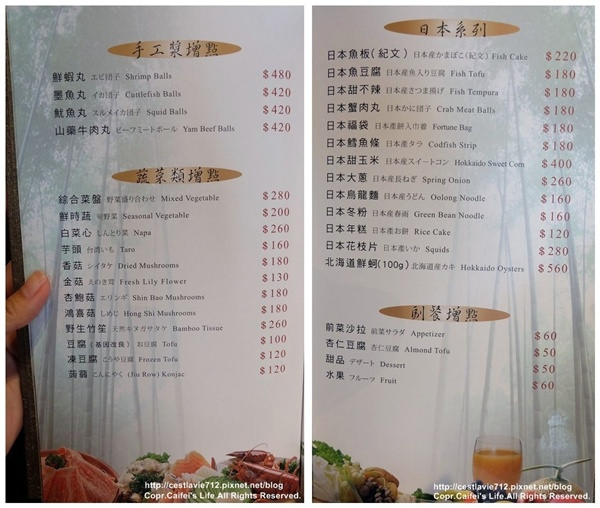 手工漿增點
鮮蝦丸 エビ団子 Shrimp Balls $480
墨魚丸 イカ団子 Cuttlefish Balls $420
魷魚丸 スルメイカ団子 Squid Balls $420
山藥牛肉丸 ビーフミートボール Yam Beef Balls $420
蔬菜類增點
綜合菜盤 野菜盛り合わせ Mixed Vegetable $280
鮮時蔬 旬野菜 Seasonal Vegetable $200
白菜心 しんとり菜 Napa $260
芋頭 台湾いも Taro $160
香菇 シイタケ Dried Mushrooms $180
金菇 えのき茸 Fresh Lily Flower $130
杏鮑菇 エリンギ Shin Bao Mushrooms $180
鴻喜菇 しめじ Hong Shi Mushrooms $180
野生竹笙 天然キヌガサタケ Bamboo Tissue $260
豆腐(基因改良) お豆腐 Tofu $100
凍豆腐 こうや豆腐 Frozen Tofu $120
蒟蒻 こんにゃく (Jiu Row) Konjac $120
http://cestlavie712.pixnet.net/blog
Copr.Caifei's Life.All Rights Reserved.
日本系列
日本魚板(紀文) 日本産かまぼこ(紀文) Fish Cake $220
日本魚豆腐 日本産魚入り豆腐 Fish Tofu $180
日本甜不辣 日本産さつま揚げ Fish Tempura $180
日本蟹肉丸 日本産かに団子 Crab Meat Balls $180
日本福袋 日本產餅入巾着 Fortune Bag $180
日本鱈魚條 日本產タラ Codfish Strip $180
日本甜玉米 日本産スイートコン Hokkaido Sweet Corn $400
日本大蔥 日本産長ねぎ Spring Onion $260
日本烏龍麵 日本産うどん Oolong Noodle $160
日本冬粉 日本産春雨 Green Bean Noodle $160
日本年糕 日本產お餅 Rice Cake $120
日本花枝片 日本産いか Squids $280
北海道鮮蚵(100g) 北海道産カキ Hokkaido Oysters $560
副餐增點
前菜沙拉 前菜サラダ Appetizer $60
杏仁豆腐 杏仁豆腐 Almond Tofu $50
甜品 デザート Dessert $50
水果 フルーツ Fruit $60
http://cestlavie712.pixnet.net/blog
Copr.Caifei's Life.All Rights Reserved.